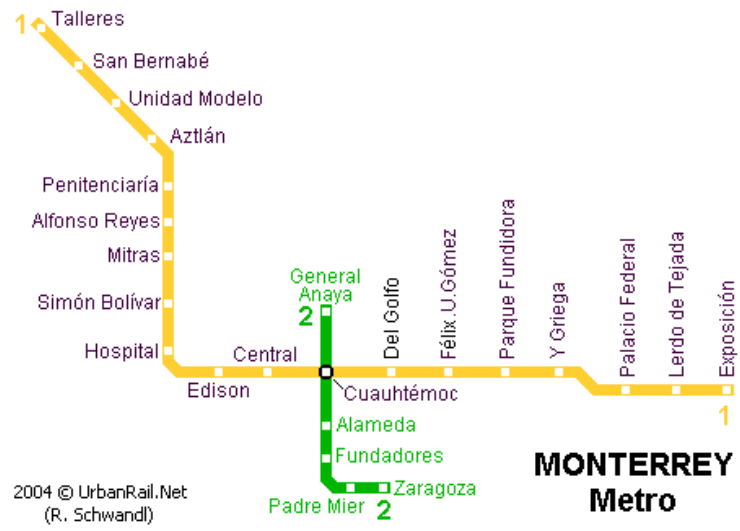 1
Talleres
San Bernabé
Unidad Modelo
Aztlán
Penitenciaría
Alfonso Reyes
Mitras
Simón Bolívar
Hospital
Edison
Central
General
Anaya
2
Cuauhtémoc
Del Golfo
Félix.U.Gómez
Parque Fundidora
Y Griega
Palacio Federal
Lerdo de Tejada
Exposición
1
Alameda
Fundadores
Zaragoza
Padre Mier
2
MONTERREY
Metro
2004 © UrbanRail.Net
(R. Schwandl)